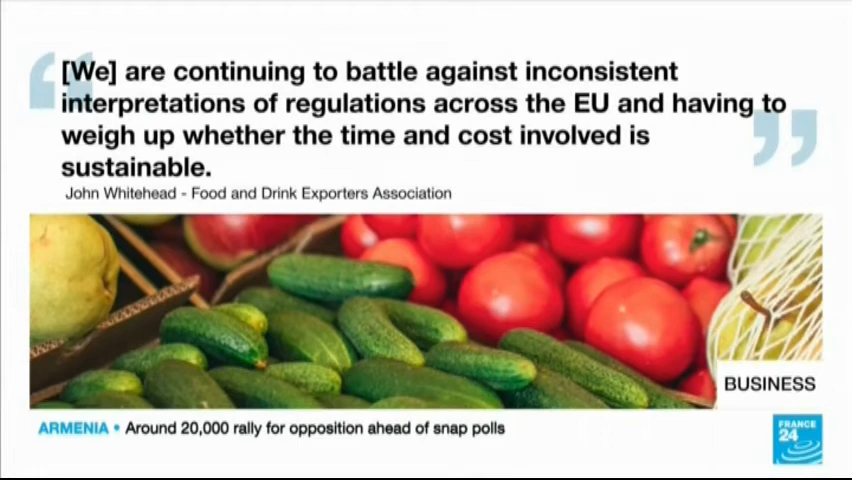 [We] are continuing to battle against inconsistent
interpretations of regulations across the EU and having to
weigh up whether the time and cost involved is
sustainable.
John Whitehead - Food and Drink Exporters Association
BUSINESS
ARMENIA • Around 20,000 rally for opposition ahead of snap polls
FRANCE
24